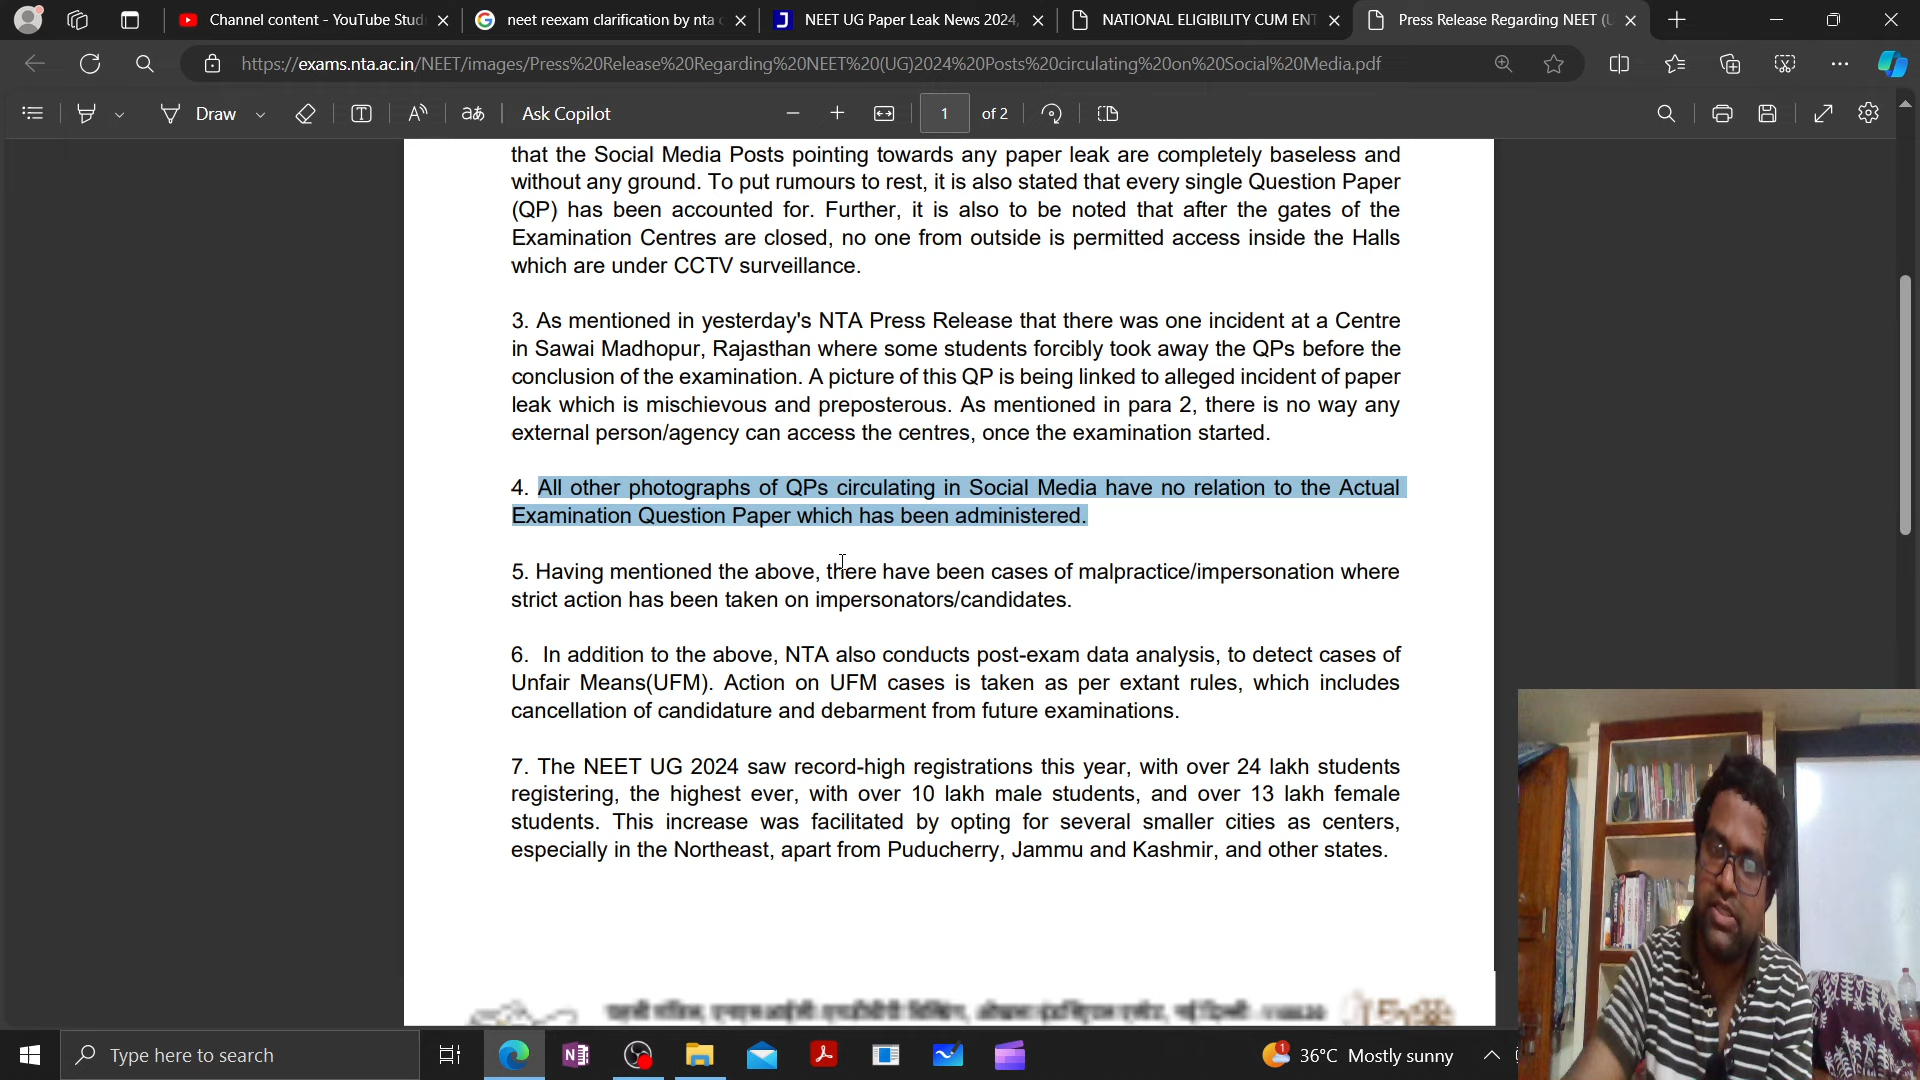 Channel content - YouTube Stud
neet reexam clarification by nta c
NEET UG Paper Leak News 2024,
NATIONAL ELIGIBILITY CUM ENT
Press Release Regarding NEET (U
https://exams.nta.ac.in/NEET/images/Press%20Release%20Regarding%20NEET%20(UG)2024%20Posts%20circulating%20on%20Social%20Media.pdf
Draw
Ask Copilot
1 of 2
that the Social Media Posts pointing towards any paper leak are completely baseless and
without any ground. To put rumours to rest, it is also stated that every single Question Paper
(QP) has been accounted for. Further, it is also to be noted that after the gates of the
Examination Centres are closed, no one from outside is permitted access inside the Halls
which are under CCTV surveillance.
3. As mentioned in yesterday's NTA Press Release that there was one incident at a Centre
in Sawai Madhopur, Rajasthan where some students forcibly took away the QPs before the
conclusion of the examination. A picture of this QP is being linked to alleged incident of paper
leak which is mischievous and preposterous. As mentioned in para 2, there is no way any
external person/agency can access the centres, once the examination started.
4. All other photographs of QPs circulating in Social Media have no relation to the Actual
Examination Question Paper which has been administered.
5. Having mentioned the above, there have been cases of malpractice/impersonation where
strict action has been taken on impersonators/candidates.
6. In addition to the above, NTA also conducts post-exam data analysis, to detect cases of
Unfair Means(UFM). Action on UFM cases is taken as per extant rules, which includes
cancellation of candidature and debarment from future examinations.
7. The NEET UG 2024 saw record-high registrations this year, with over 24 lakh students
registering, the highest ever, with over 10 lakh male students, and over 13 lakh female
students. This increase was facilitated by opting for several smaller cities as centers,
especially in the Northeast, apart from Puducherry, Jammu and Kashmir, and other states.
Type here to search
36°C Mostly sunny